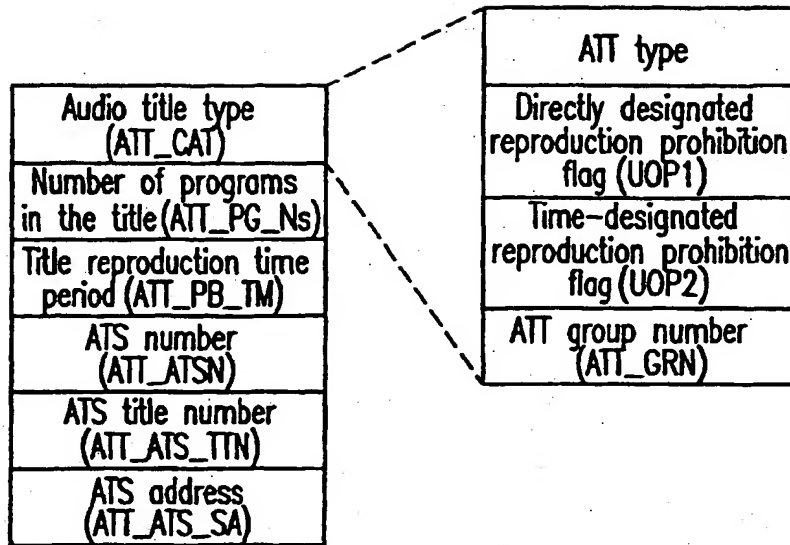 Audio title type
(ATT_CAT)
Number of programs
in the title (ATT_PG_Ns)
Title reproduction time
period (ATT_PB_TM)
ATS number
(ATT_ATSN)
ATS title number
(ATT_ATS_TTN)
ATS address
(ATT_ATS_SA)
ATT type
Directly designated
reproduction prohibition
flag (UOP1)
Time-designated
reproduction prohibition
flag (UOP2)
ATT group number
(ATT_GRN)